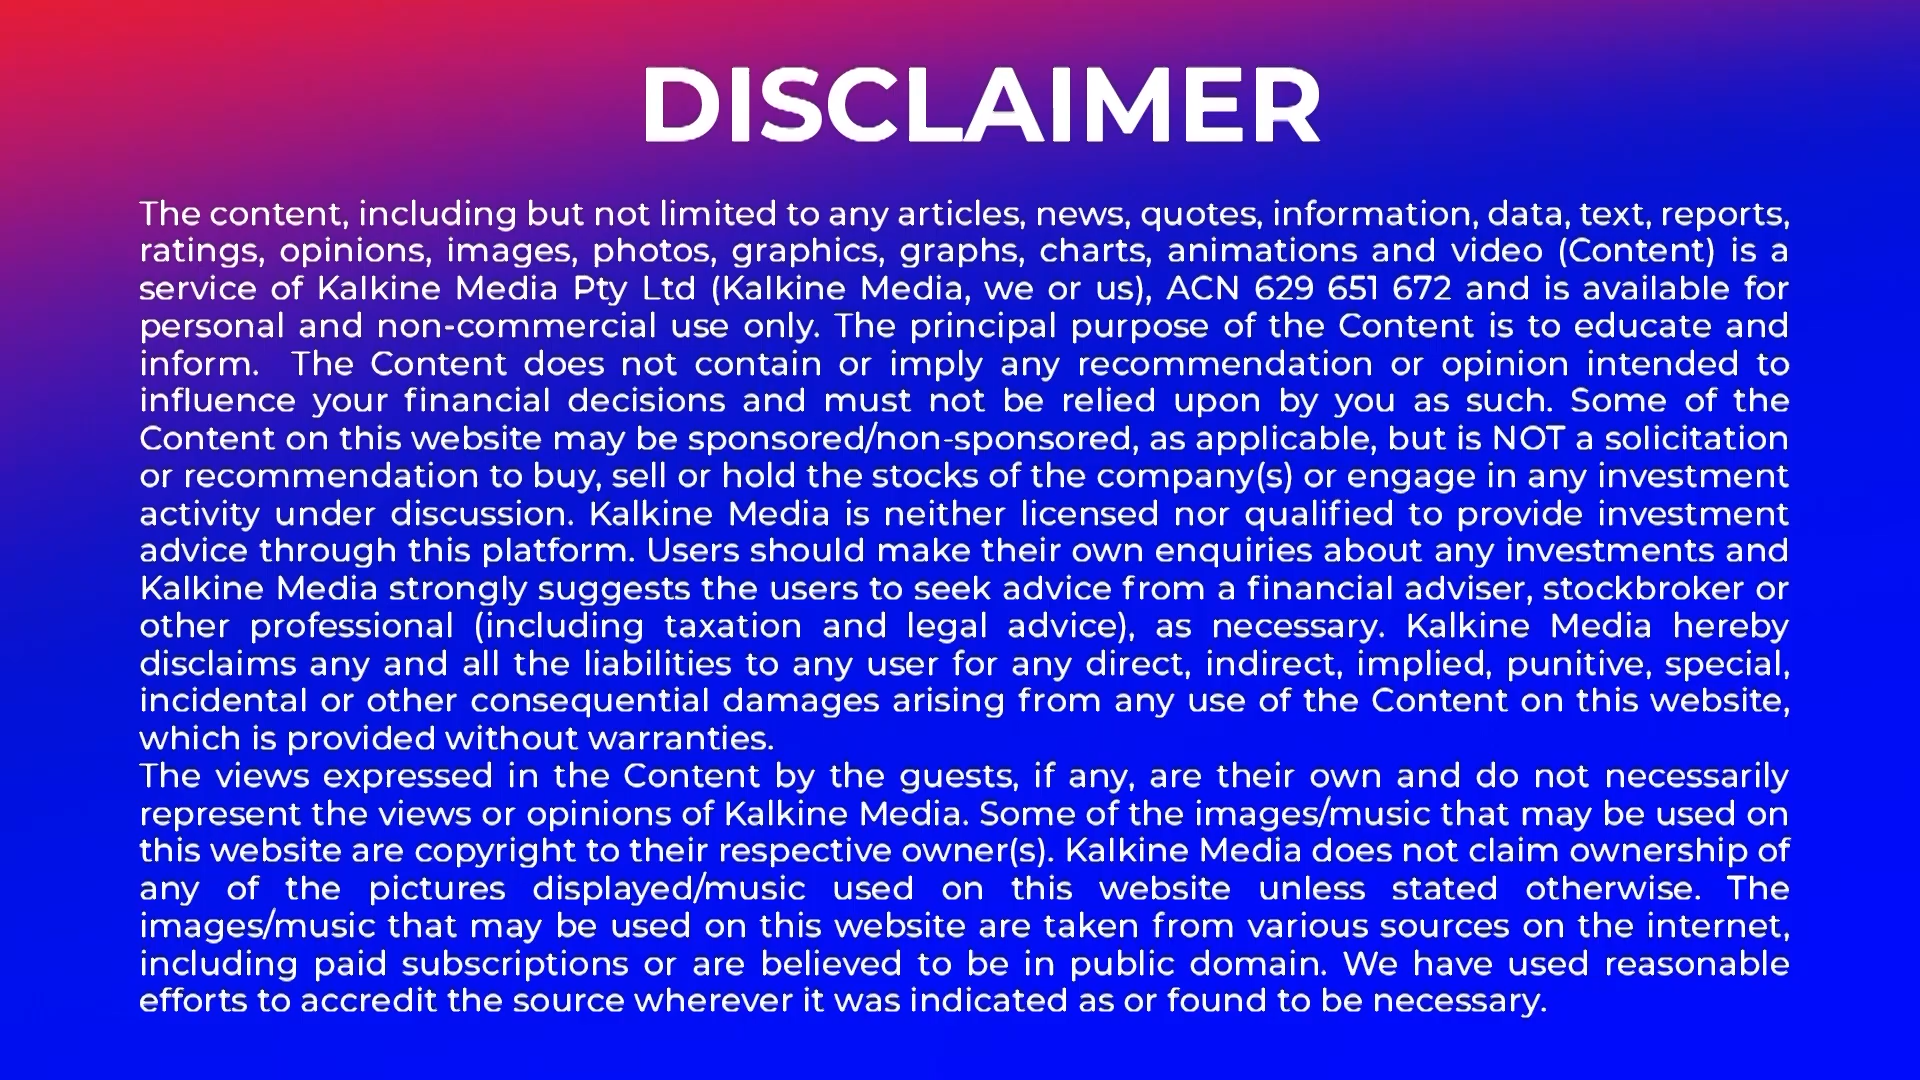 DISCLAIMER
The content, including but not limited to any articles, news, quotes, information, data, text, reports,
ratings, opinions, images, photos, graphics, graphs, charts, animations and video (Content) is a
service of Kalkine Media Pty Ltd (Kalkine Media, we or us), ACN 629 651 672 and is available for
personal and non-commercial use only. The principal purpose of the Content is to educate and
inform.  The Content does not contain or imply any recommendation or opinion intended to
influence your financial decisions and must not be relied upon by you as such. Some of the
Content on this website may be sponsored/non-sponsored, as applicable, but is NOT a solicitation
or recommendation to buy, sell or hold the stocks of the company(s) or engage in any investment
activity under discussion. Kalkine Media is neither licensed nor qualified to provide investment
advice through this platform. Users should make their own enquiries about any investments and
Kalkine Media strongly suggests the users to seek advice from a financial adviser, stockbroker or
other professional (including taxation and legal advice), as necessary. Kalkine Media hereby
disclaims any and all the liabilities to any user for any direct, indirect, implied, punitive, special,
incidental or other consequential damages arising from any use of the Content on this website,
which is provided without warranties.
The views expressed in the Content by the guests, if any, are their own and do not necessarily
represent the views or opinions of Kalkine Media. Some of the images/music that may be used on
this website are copyright to their respective owner(s). Kalkine Media does not claim ownership of
any of the pictures displayed/music used on this website unless stated otherwise. The
images/music that may be used on this website are taken from various sources on the internet,
including paid subscriptions or are believed to be in public domain. We have used reasonable
efforts to accredit the source wherever it was indicated as or found to be necessary.